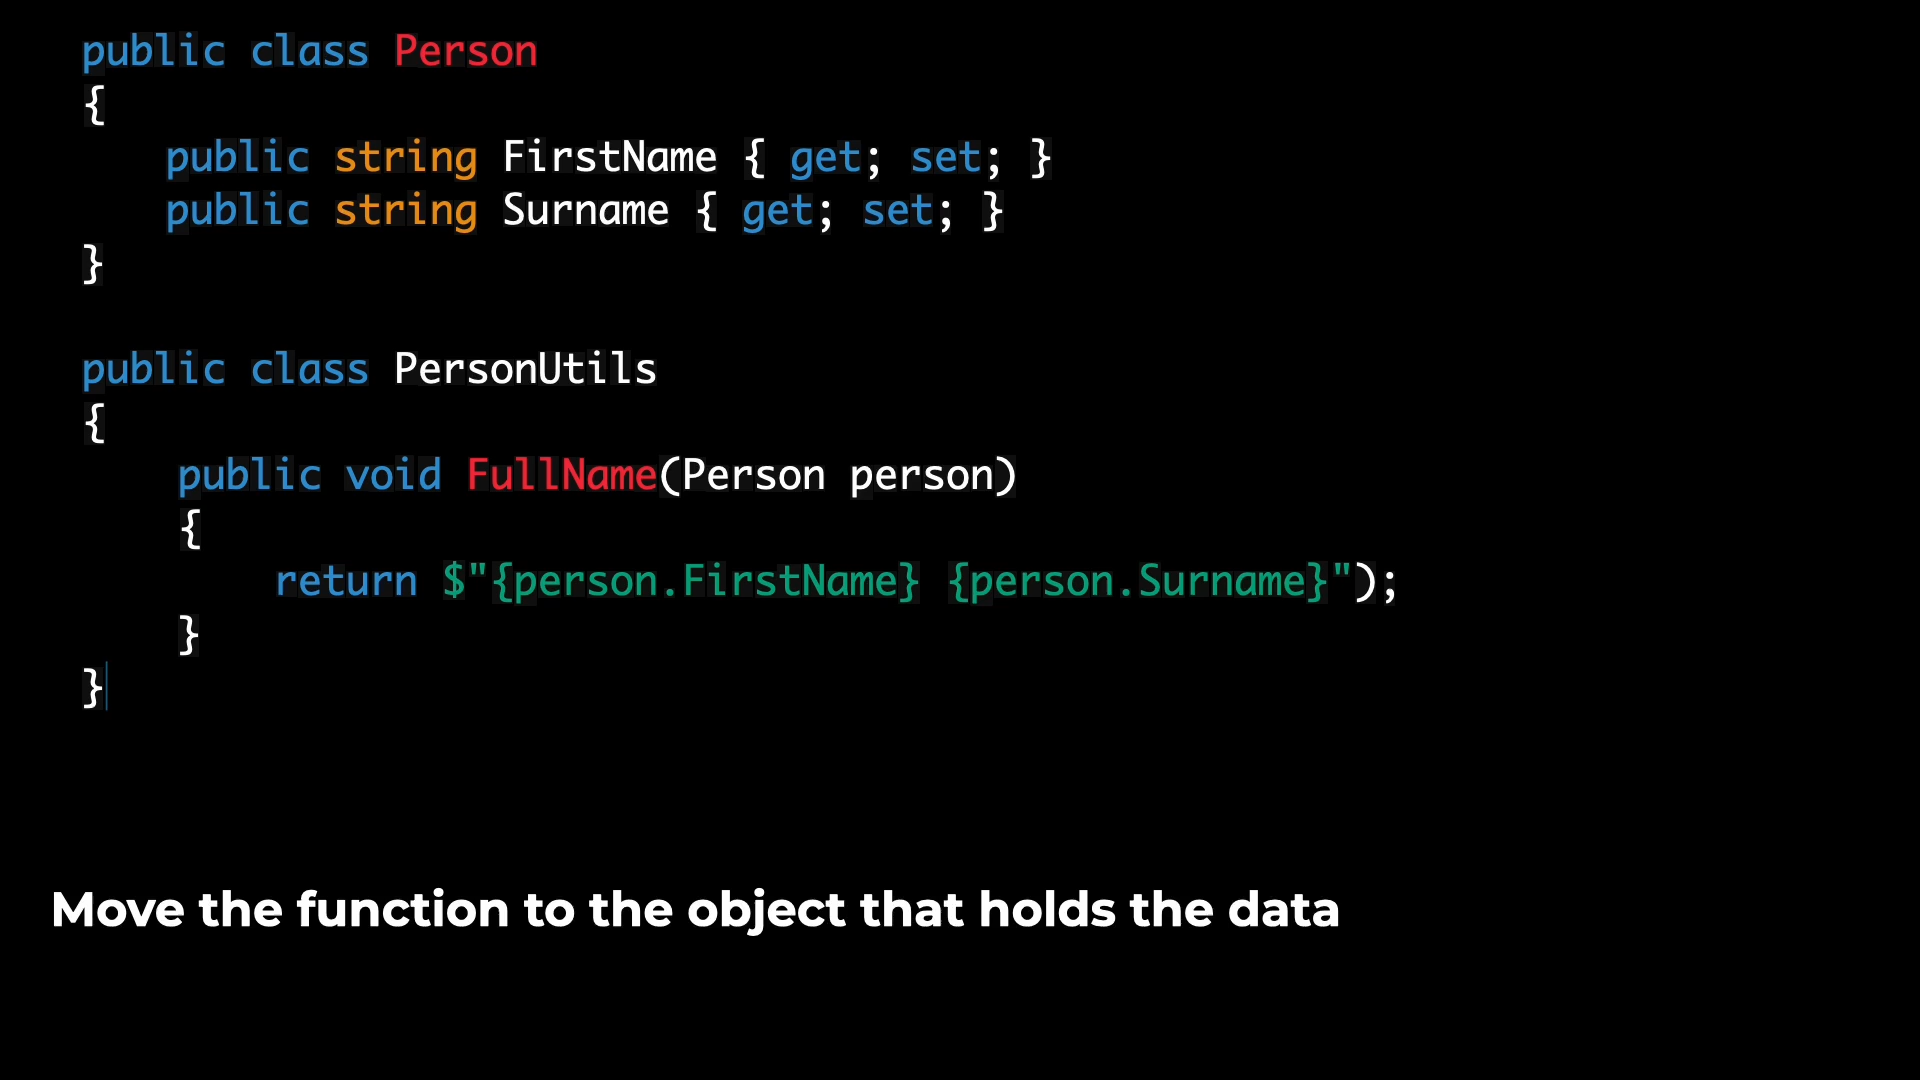 public class Person
{
public string FirstName { get; set; }
public string Surname { get; set; }
}
public class PersonUtils
{
public void FullName(Person person)
{
return $"{person.FirstName} {person.Surname}");
}
}
Move the function to the object that holds the data